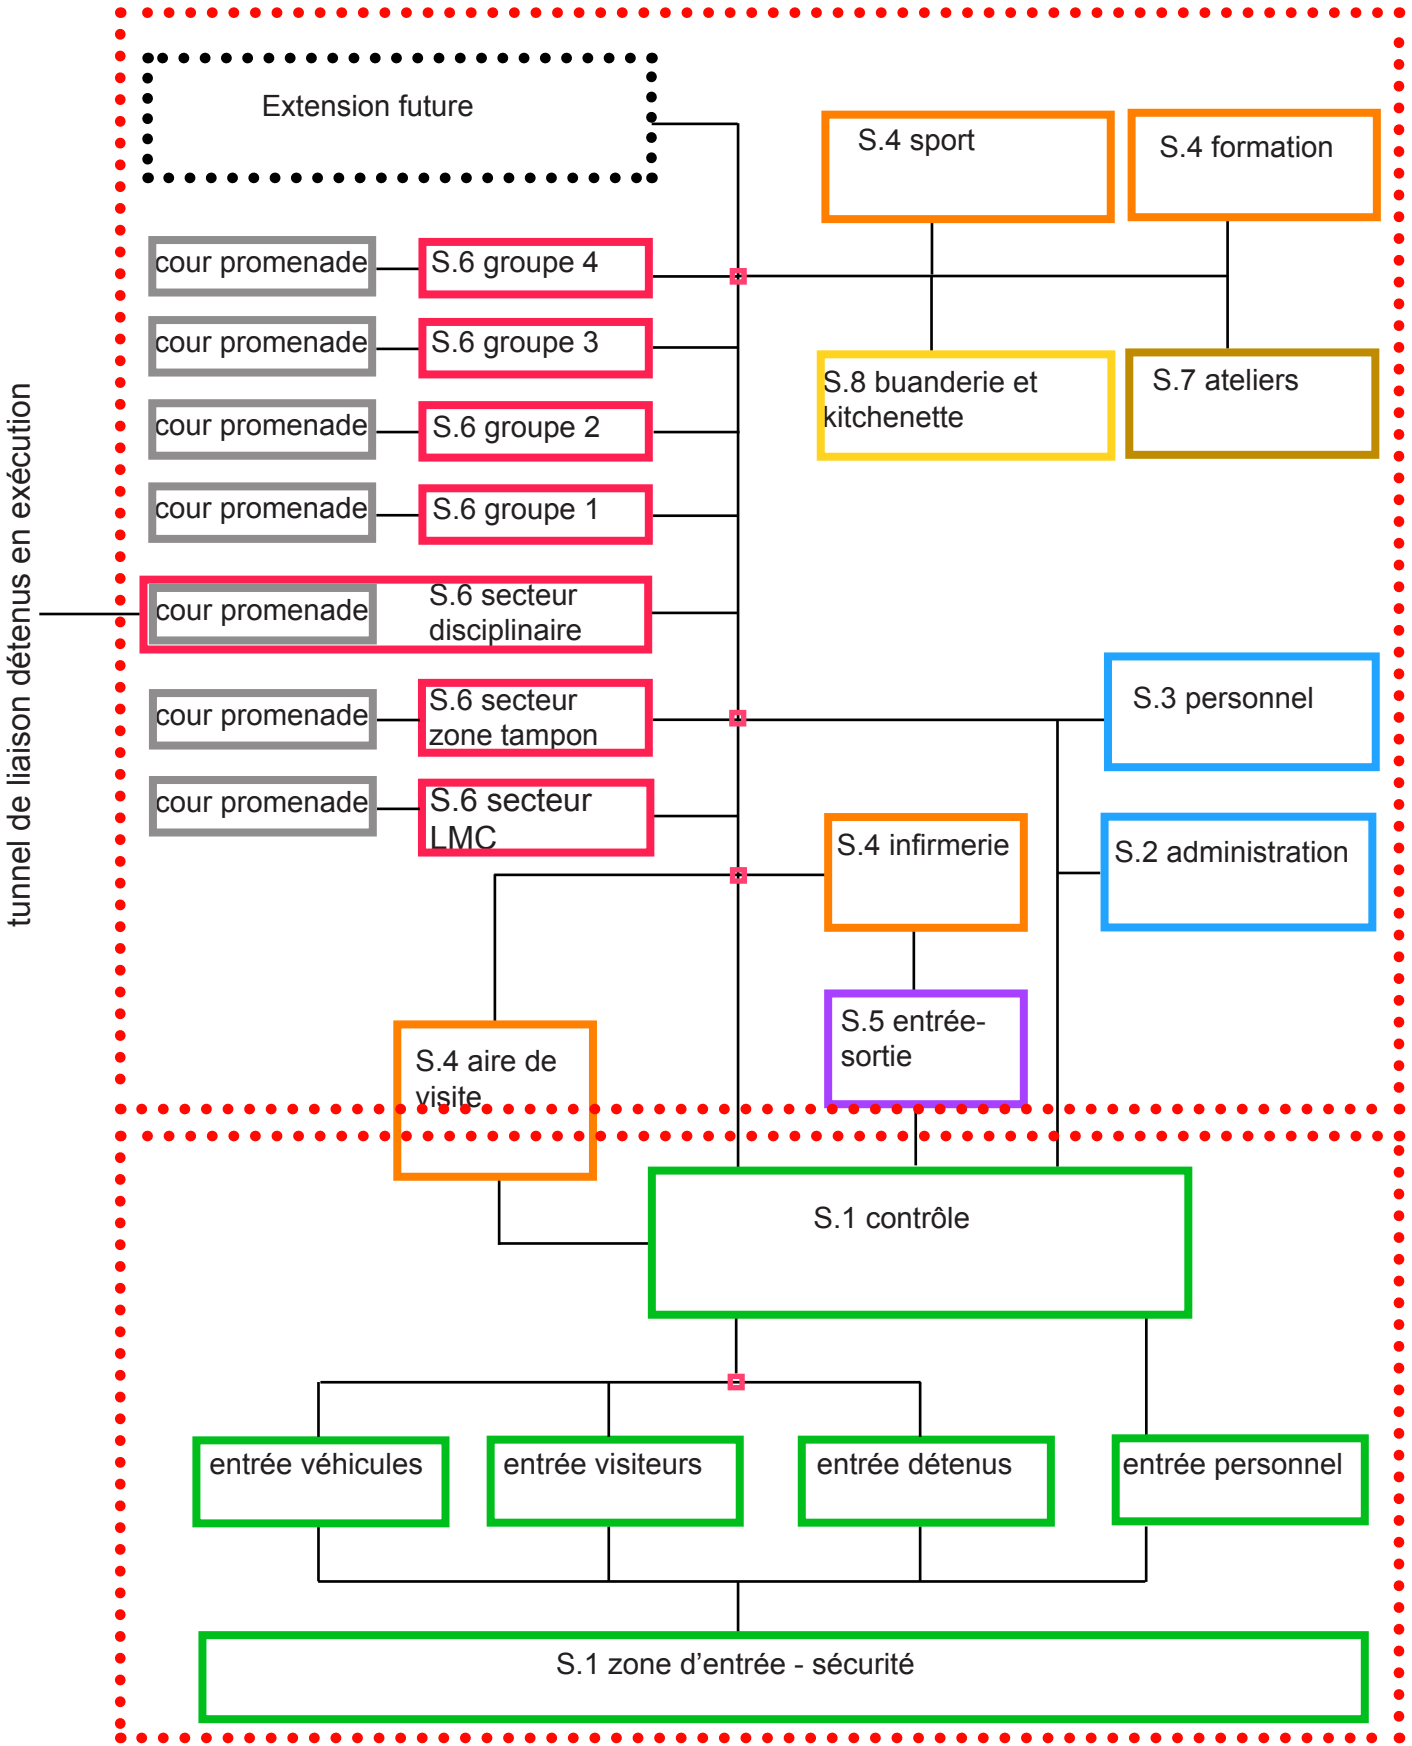 Extension future
S.4 sport
S.4 formation
cour promenade
S.6 groupe 4
cour promenade
S.6 groupe 3
S.8 buanderie et
kitchenette
S.7 ateliers
cour promenade
S.6 groupe 2
cour promenade
S.6 groupe 1
tunnel de liaison détenus en exécution
cour promenade
S.6 secteur
disciplinaire
cour promenade
S.6 secteur
zone tampon
S.3 personnel
cour promenade
S.6 secteur
LMC
S.4 infirmerie
S.2 administration
S.5 entrée-
sortie
S.4 aire de
visite
S.1 contrôle
entrée véhicules
entrée visiteurs
entrée détenus
entrée personnel
S.1 zone d'entrée - sécurité